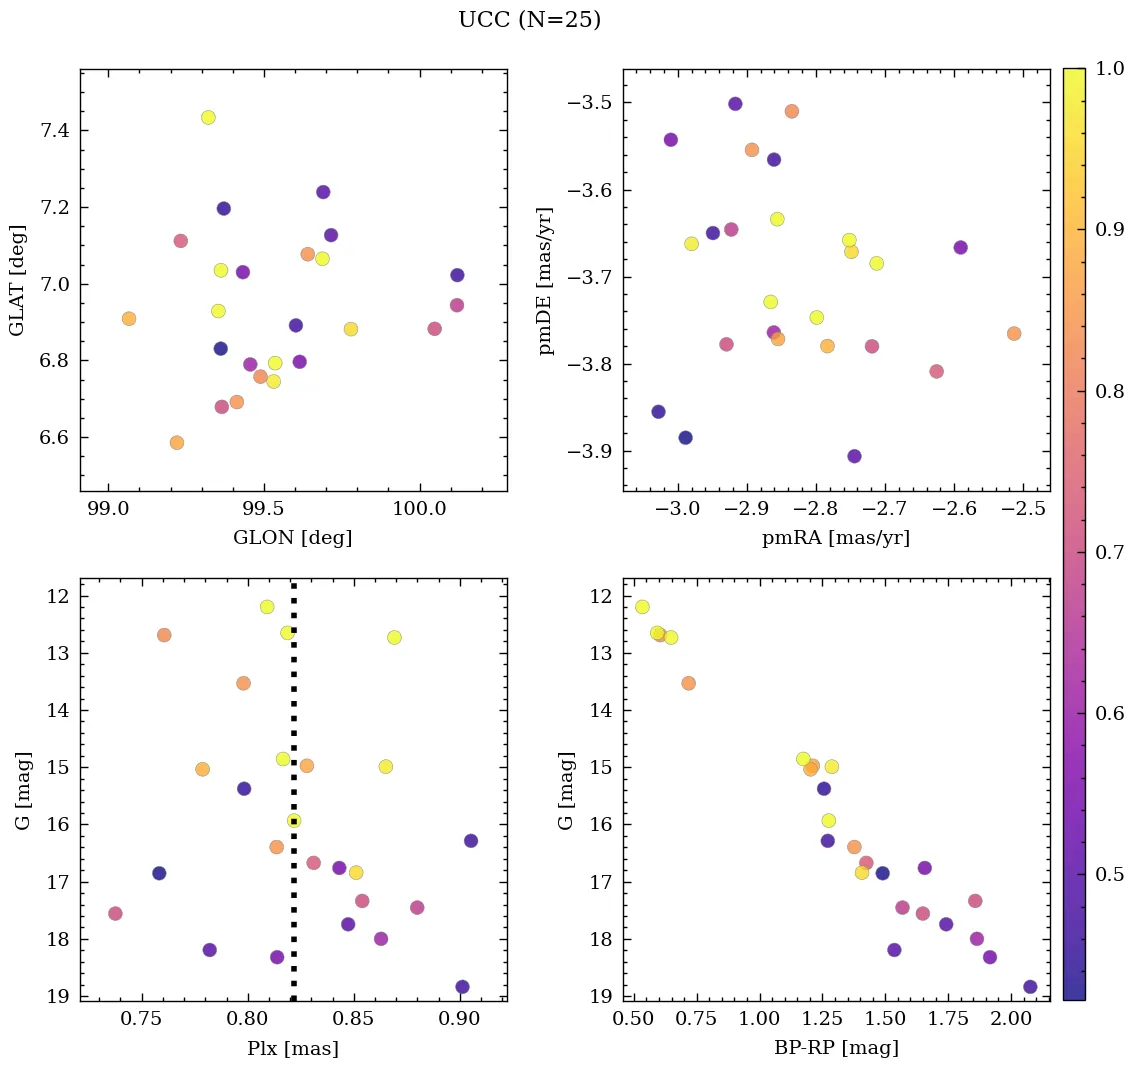 UCC (N=25)
7.4
7.2
7.0
6.8
6.6
GLAT [deg]
99.0 99.5 100.0
GLON [deg]
−3.5
−3.6
−3.7
−3.8
−3.9
pmDE [mas/yr]
−3.0 −2.9 −2.8 −2.7 −2.6 −2.5
pmRA [mas/yr]
12
13
14
15
16
17
18
19
G [mag]
0.75 0.80 0.85 0.90
Plx [mas]
12
13
14
15
16
17
18
19
G [mag]
0.50 0.75 1.00 1.25 1.50 1.75 2.00
BP-RP [mag]
1.0
0.9
0.8
0.7
0.6
0.5